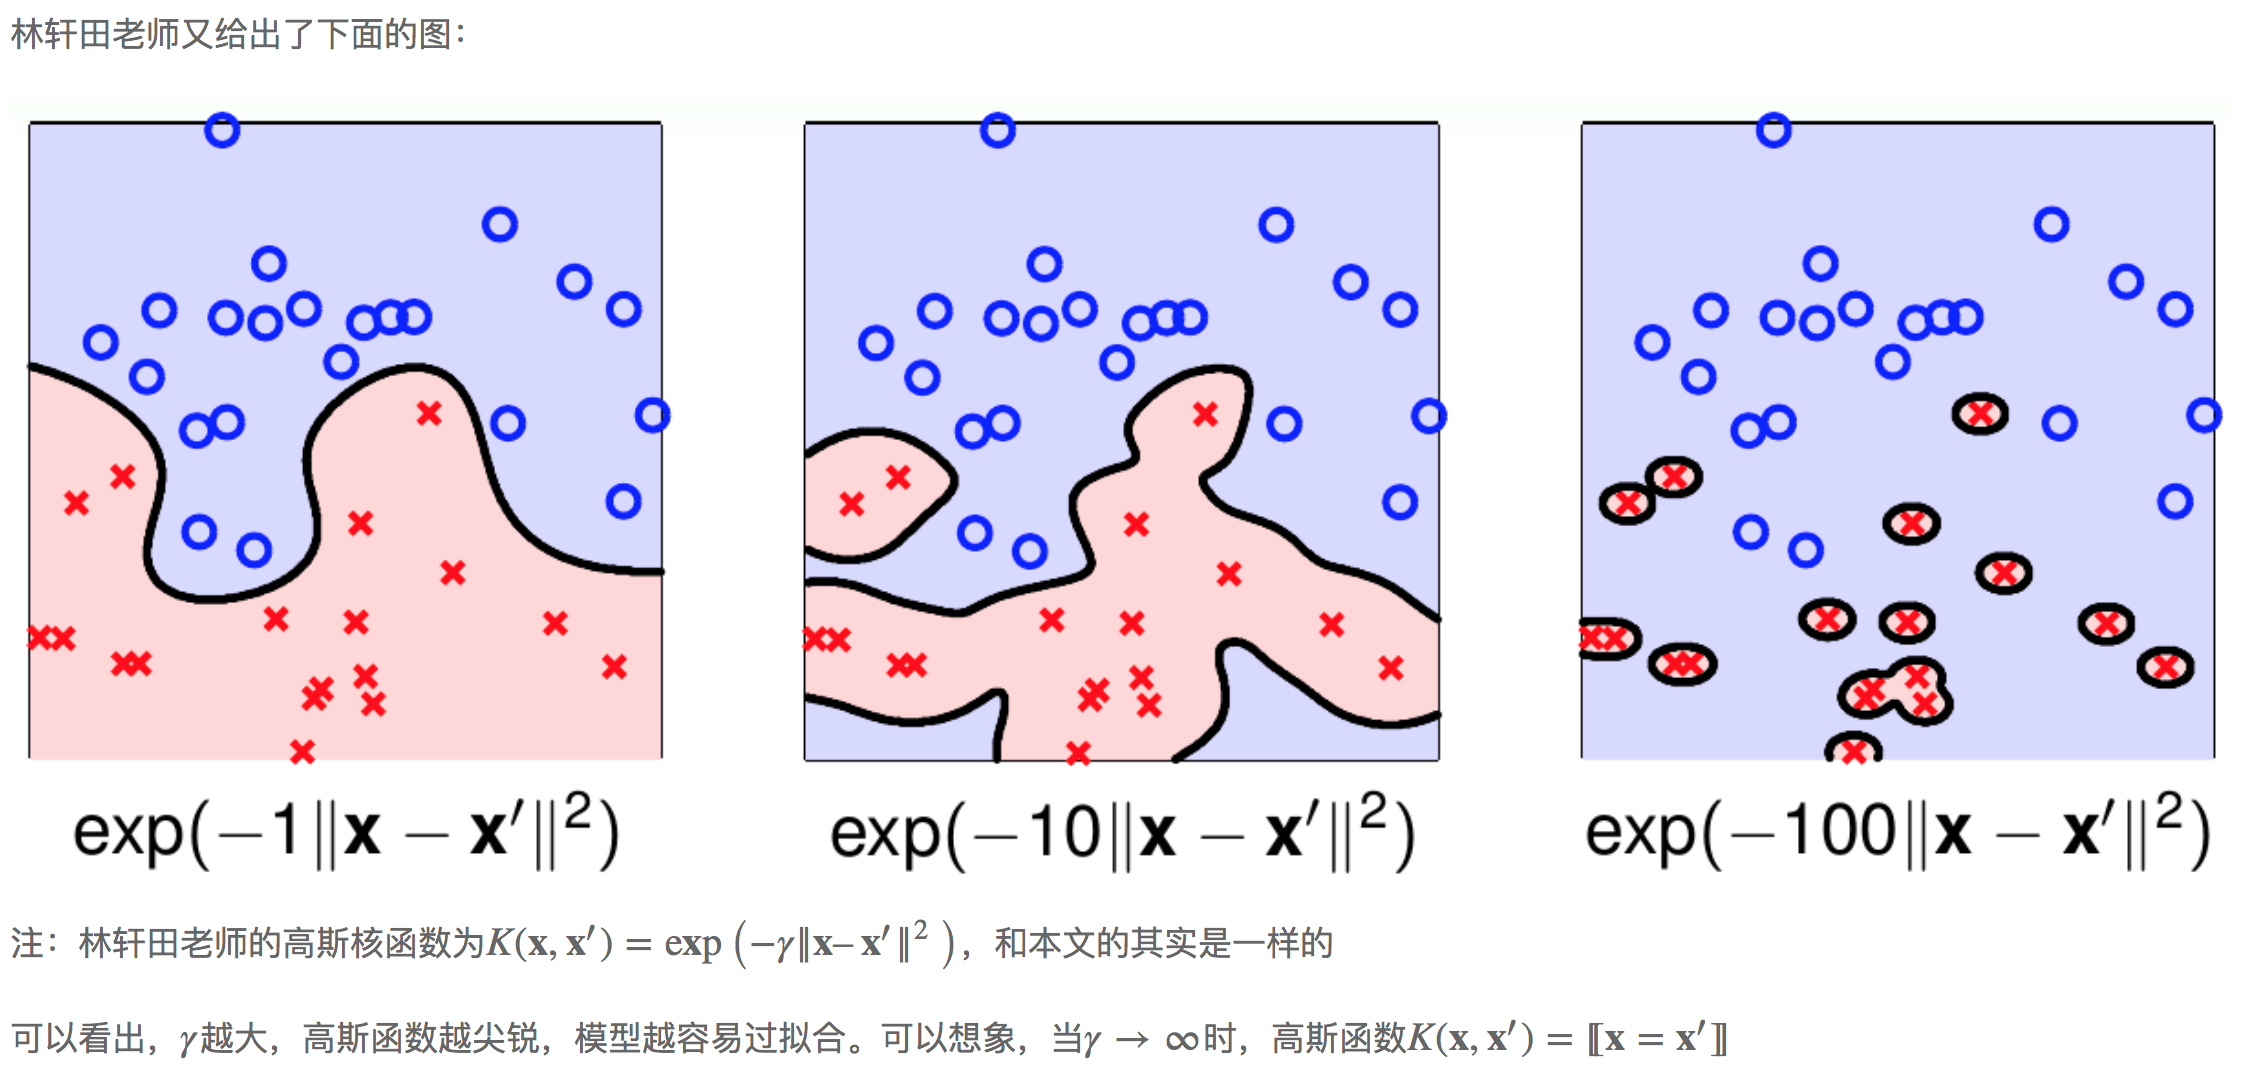 林轩田老师又给出了下面的图：
exp(−1‖x − x′‖²) exp(−10‖x − x′‖²) exp(−100‖x − x′‖²)
注：林轩田老师的高斯核函数为K(x, x′) = exp (−γ‖x– x′‖² )，和本文的其实是一样的
可以看出，γ越大，高斯函数越尖锐，模型越容易过拟合。可以想象，当γ → ∞时，高斯函数K(x, x′) = ⟦x = x′⟧